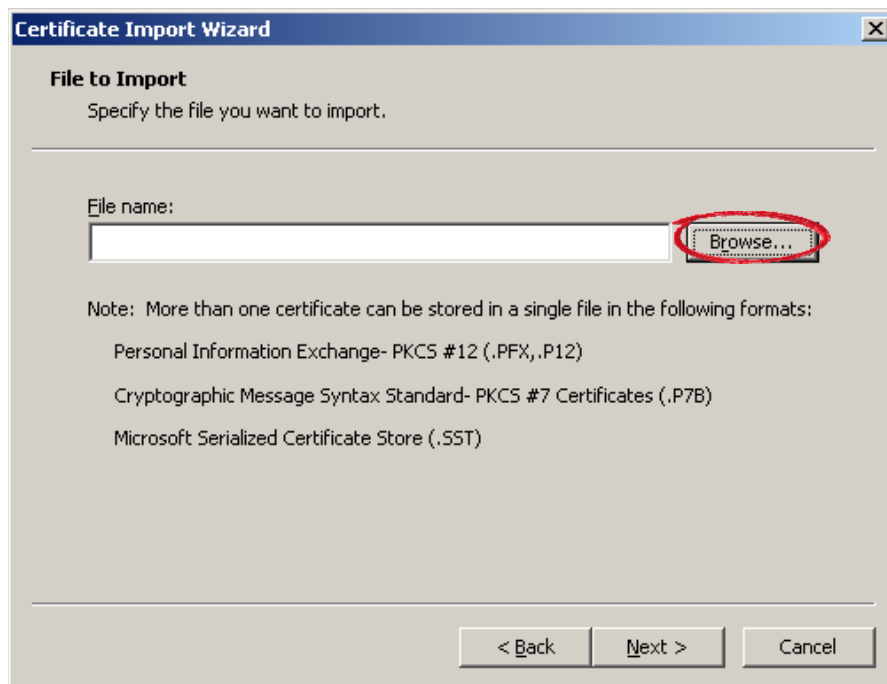 Certificate Import Wizard
File to Import
Specify the file you want to import.
File name:
Browse...
Note:  More than one certificate can be stored in a single file in the following formats:
Personal Information Exchange- PKCS #12 (.PFX,.P12)
Cryptographic Message Syntax Standard- PKCS #7 Certificates (.P7B)
Microsoft Serialized Certificate Store (.SST)
< Back Next > Cancel